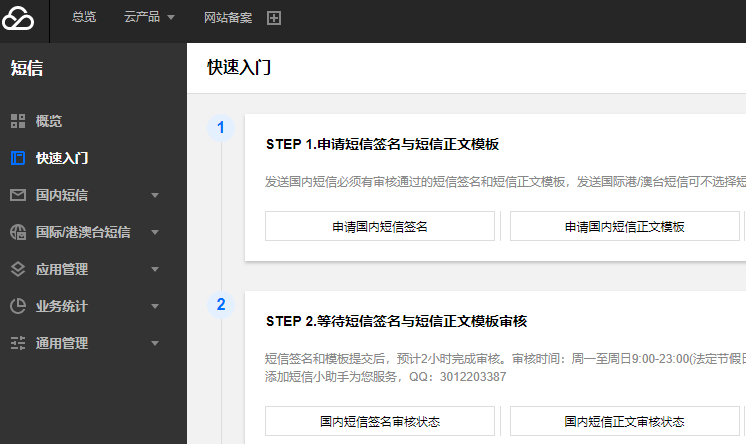 总览 云产品 网站备案
短信
快速入门
概览
快速入门
国内短信
国际/港澳台短信
应用管理
业务统计
通用管理
1
STEP 1.申请短信签名与短信正文模板
发送国内短信必须有审核通过的短信签名和短信正文模板，发送国际港/澳台短信可不选择短
申请国内短信签名 申请国内短信正文模板
2
STEP 2.等待短信签名与短信正文模板审核
短信签名和模板提交后，预计2小时完成审核。审核时间：周一至周日9:00-23:00(法定节假日
添加短信小助手为您服务，QQ：3012203387
国内短信签名审核状态 国内短信正文审核状态